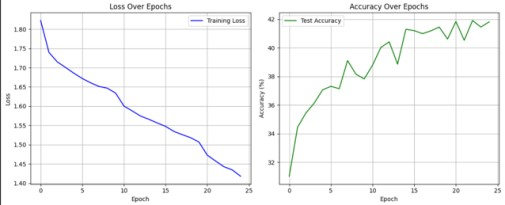 Loss Over Epochs
Training Loss
1.80
1.75
1.70
1.65
1.60
1.55
1.50
1.45
1.40
Loss
0 5 10 15 20 25
Epoch
Accuracy Over Epochs
Test Accuracy
42
40
38
36
34
32
Accuracy (%)
0 5 10 15 20 25
Epoch